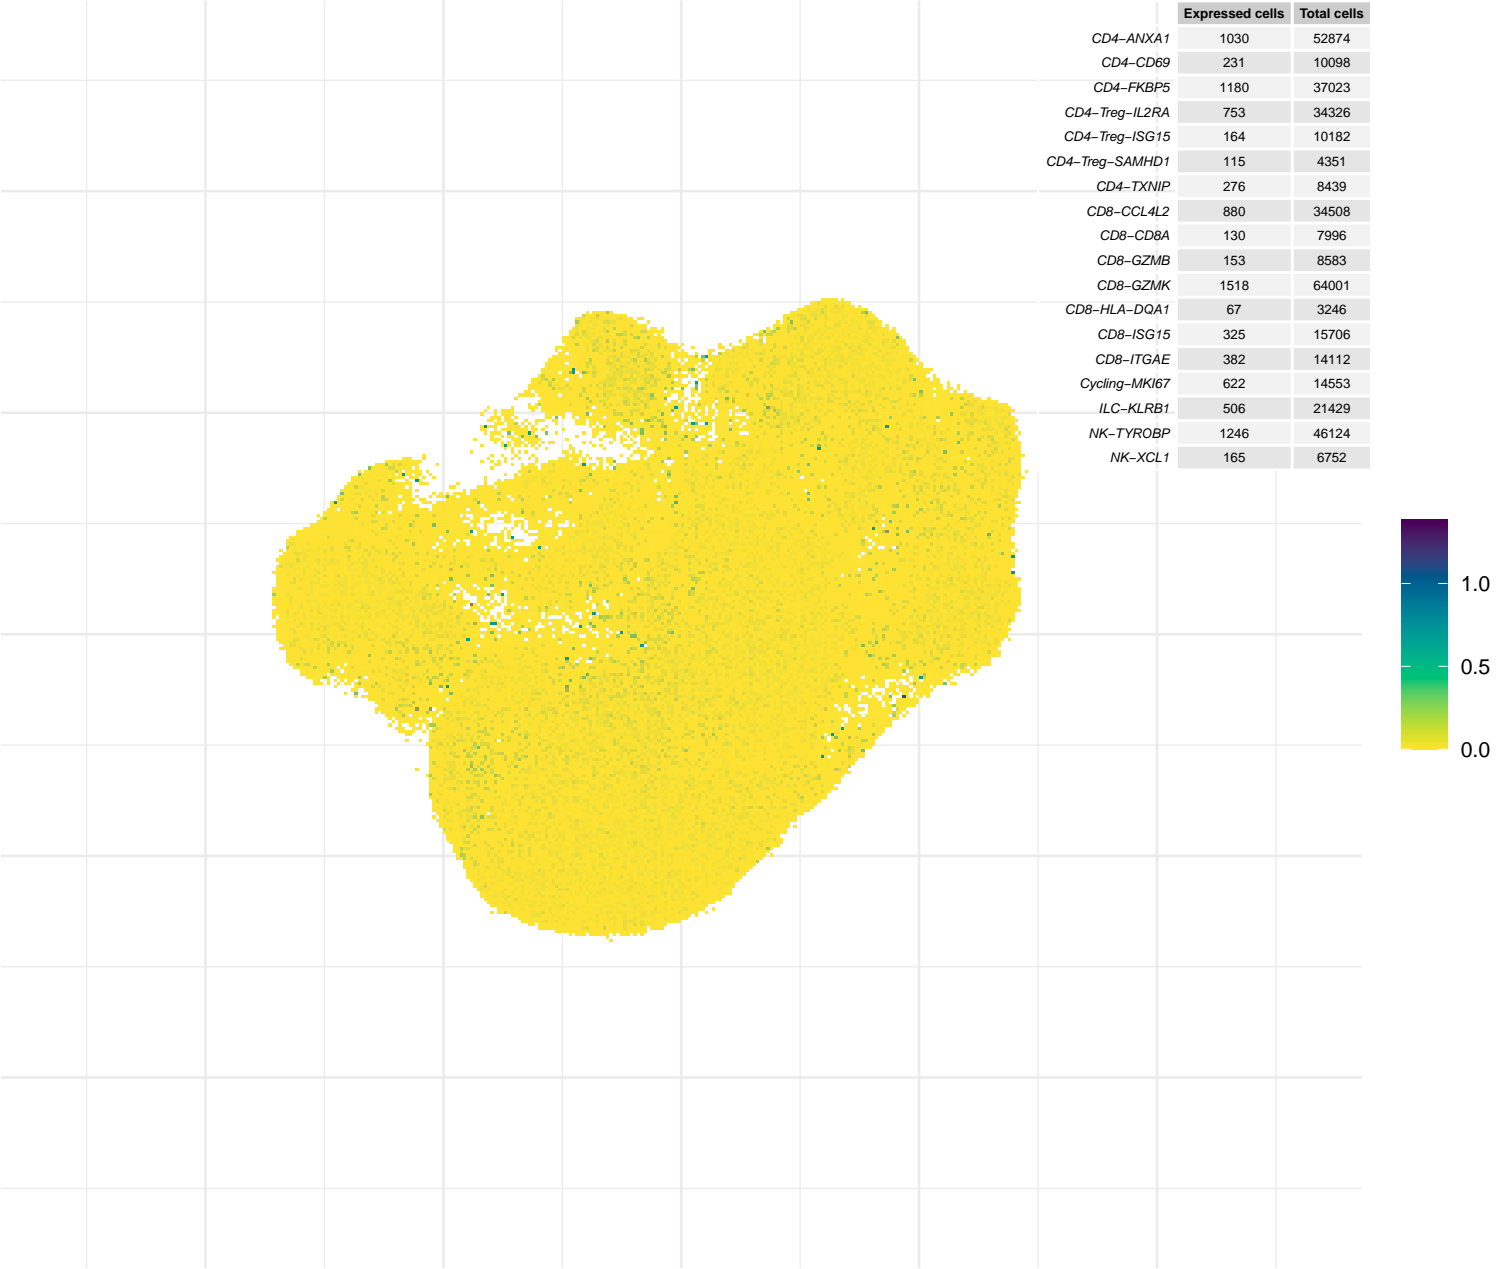 Expressed cells Total cells
CD4−ANXA1 1030 52874
CD4−CD69 231 10098
CD4−FKBP5 1180 37023
CD4−Treg−IL2RA 753 34326
CD4−Treg−ISG15 164 10182
CD4−Treg−SAMHD1 115 4351
CD4−TXNIP 276 8439
CD8−CCL4L2 880 34508
CD8−CD8A 130 7996
CD8−GZMB 153 8583
CD8−GZMK 1518 64001
CD8−HLA−DQA1 67 3246
CD8−ISG15 325 15706
CD8−ITGAE 382 14112
Cycling−MKI67 622 14553
ILC−KLRB1 506 21429
NK−TYROBP 1246 46124
NK−XCL1 165 6752
1.0
0.5
0.0